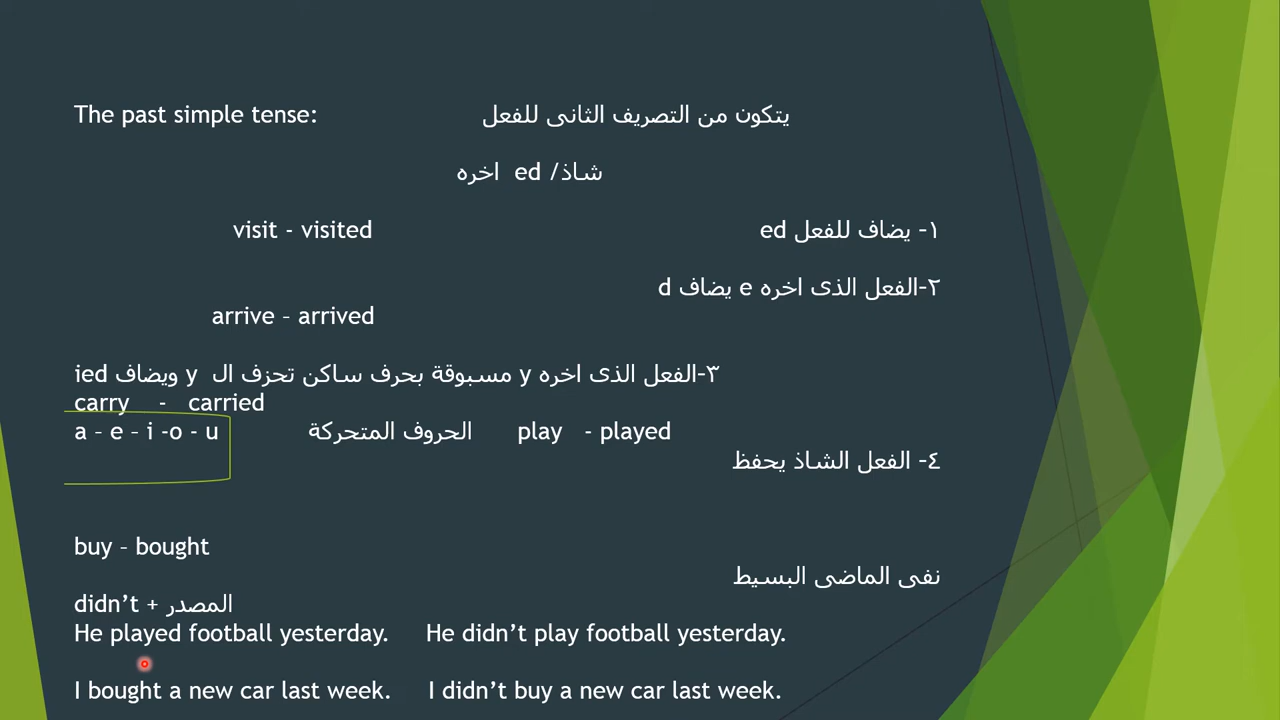 The past simple tense: يتكون من التصريف الثانى للفعل
شاذ/ ed اخره
visit - visited ١- يضاف للفعل ed
٢-الفعل الذى اخره e يضاف d
arrive – arrived
٣-الفعل الذى اخره y مسبوقة بحرف ساكن تحزف ال y ويضاف ied
carry - carried
a – e – i -o - u الحروف المتحركة play - played
٤- الفعل الشاذ يحفظ
buy – bought
نفى الماضى البسيط
didn’t + المصدر
He played football yesterday. He didn’t play football yesterday.
I bought a new car last week. I didn’t buy a new car last week.